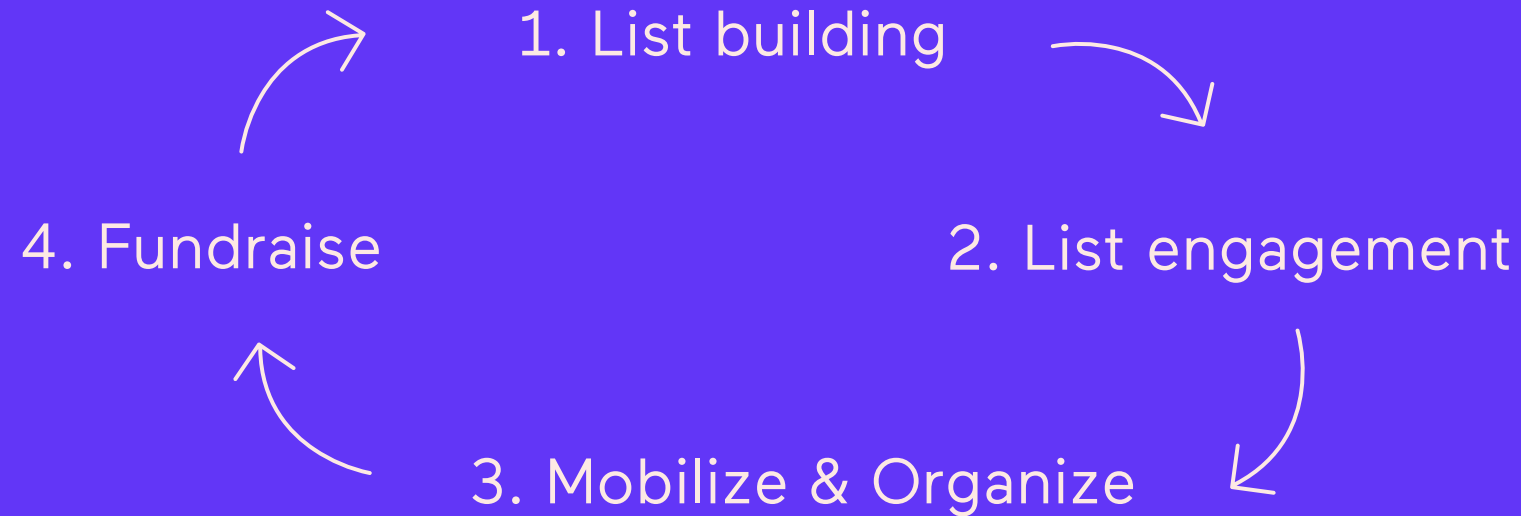 1. List building
2. List engagement
3. Mobilize & Organize
4. Fundraise